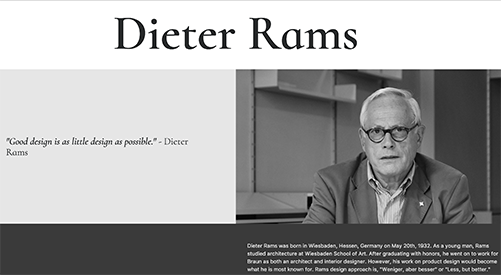 Dieter Rams
"Good design is as little design as possible." - Dieter
Rams
Dieter Rams was born in Wiesbaden, Hessen, Germany on May 20th, 1932. As a young man, Rams
studied architecture at Wiesbaden School of Art. After graduating with honors, he went on to work for
Braun as both an architect and interior designer. However, his work on product design would become
what he is most known for. Rams design approach is, "Weniger, aber besser" or "Less, but better."